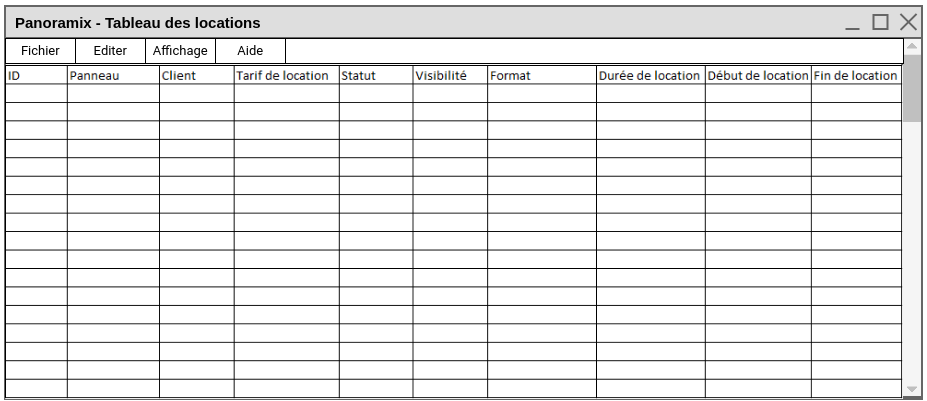 Panoramix - Tableau des locations
Fichier Editer Affichage Aide
ID Panneau Client Tarif de location Statut Visibilité Format Durée de location Début de location Fin de location